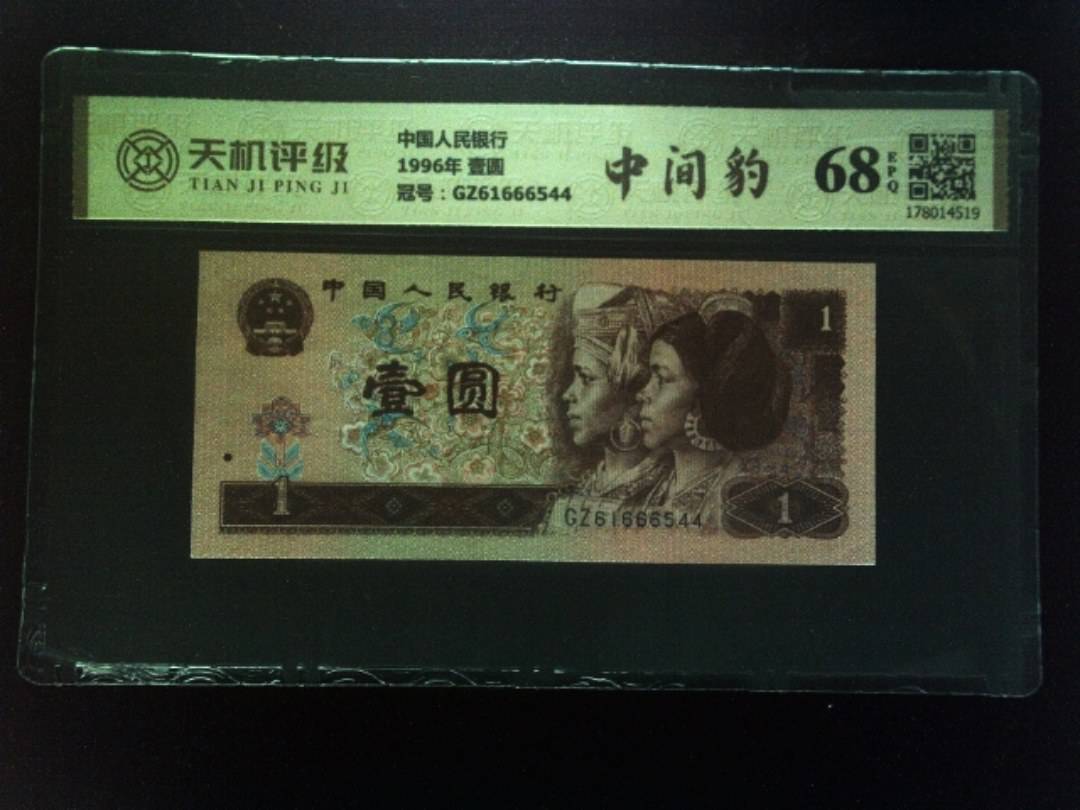 天机评级
TIAN JI PING JI
中国人民银行
1996年 壹圆
冠号：GZ61666544
中间豹
68
EPQ
178014519
中国人民银行
1
壹圆
1
GZ61666544
1